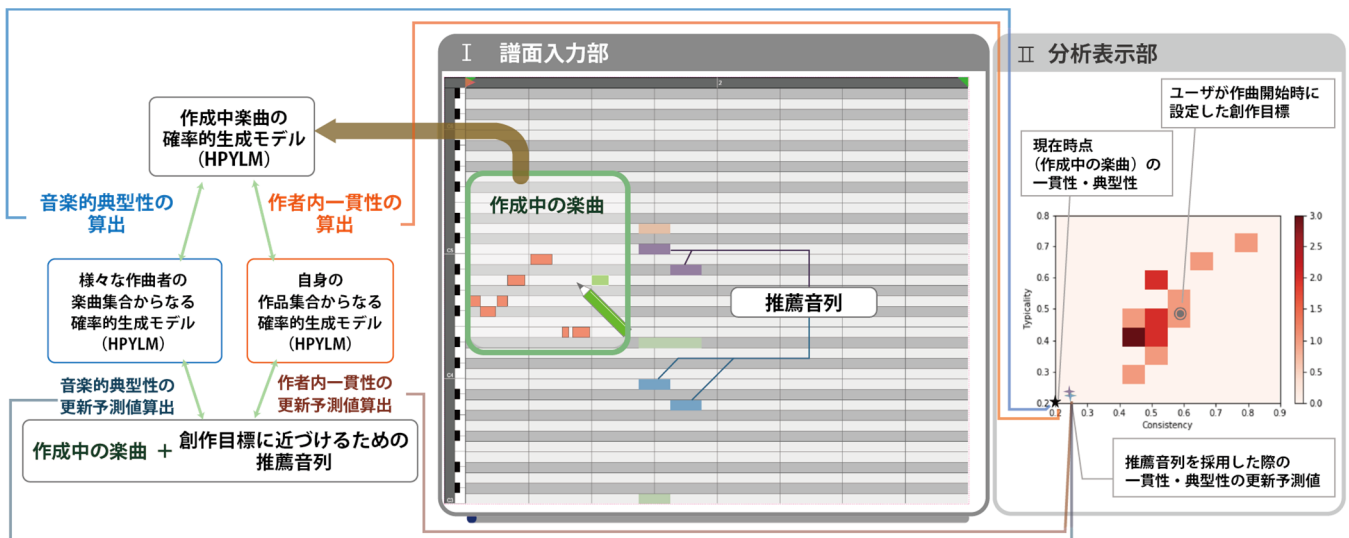 作成中楽曲の
確率的生成モデル
(HPYLM)
音楽的典型性の
算出
作者内一貫性の
算出
様々な作曲者の
楽曲集合からなる
確率的生成モデル
(HPYLM)
自身の
作品集合からなる
確率的生成モデル
(HPYLM)
音楽的典型性の
更新予測値算出
作者内一貫性の
更新予測値算出
作成中の楽曲 + 創作目標に近づけるための
推薦音列
Ⅰ 譜面入力部
2
作成中の楽曲
推薦音列
C5
C4
C3
Ⅱ 分析表示部
ユーザが作曲開始時に
設定した創作目標
現在時点
(作成中の楽曲)の
一貫性・典型性
0.8
0.7
0.6
0.5
0.4
0.3
0.2
Typicality
0.2 0.3 0.4 0.5 0.6 0.7 0.8 0.9
Consistency
3.0
2.5
2.0
1.5
1.0
0.5
0.0
推薦音列を採用した際の
一貫性・典型性の更新予測値